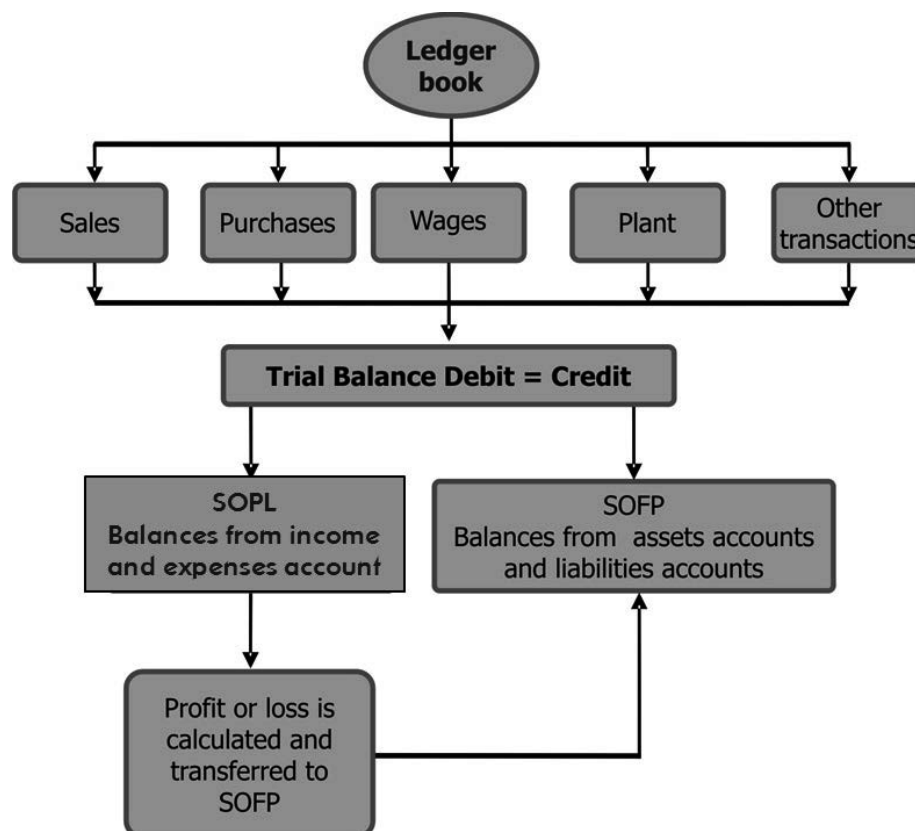 Ledger
book
Sales
Purchases
Wages
Plant
Other
transactions
Trial Balance Debit = Credit
SOPL
Balances from income
and expenses account
SOFP
Balances from assets accounts
and liabilities accounts
Profit or loss is
calculated and
transferred to
SOFP